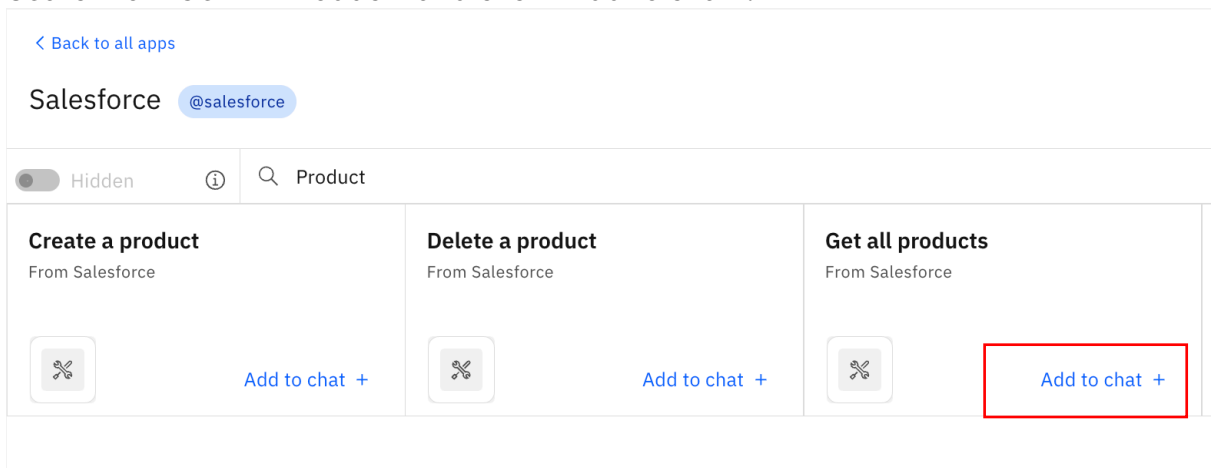 Back to all apps
Salesforce @salesforce
Hidden Product
Create a product
From Salesforce
Add to chat +
Delete a product
From Salesforce
Add to chat +
Get all products
From Salesforce
Add to chat +